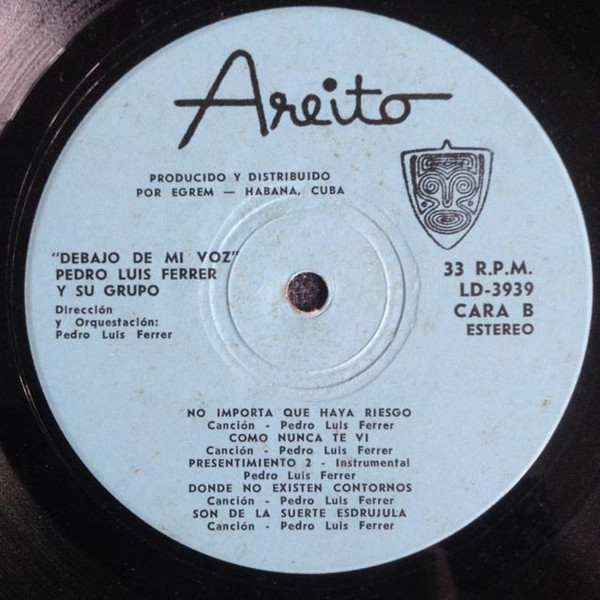 Areito
PRODUCIDO Y DISTRIBUIDO
POR EGREM — HABANA, CUBA
"DEBAJO DE MI VOZ"
PEDRO LUIS FERRER
Y SU GRUPO
Dirección
y Orquestación:
Pedro Luis Ferrer
33 R.P.M.
LD-3939
CARA B
ESTEREO
NO IMPORTA QUE HAYA RIESGO
Canción - Pedro Luis Ferrer
COMO NUNCA TE VI
Canción - Pedro Luis Ferrer
PRESENTIMIENTO 2 - Instrumental
Pedro Luis Ferrer
DONDE NO EXISTEN CONTORNOS
Canción - Pedro Luis Ferrer
SON DE LA SUERTE ESDRUJULA
Canción - Pedro Luis Ferrer